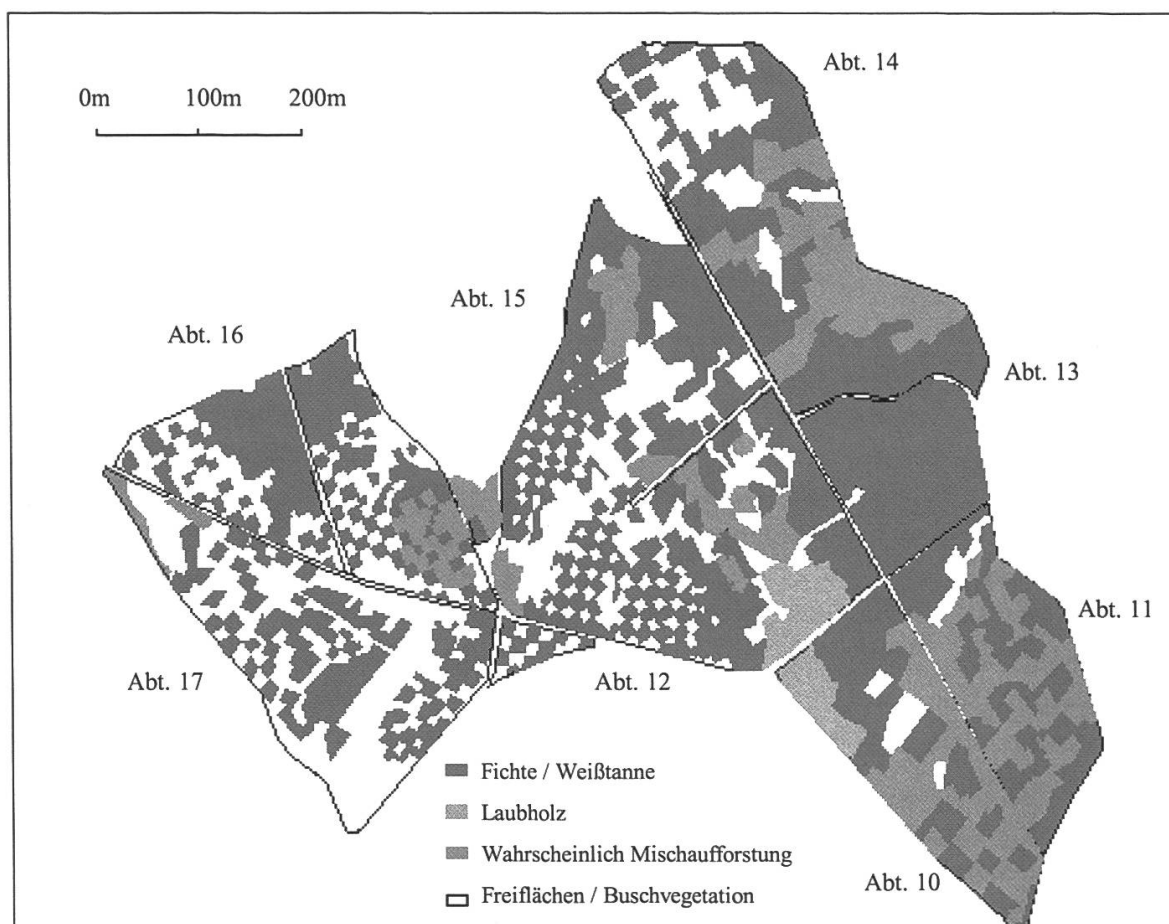 Abt. 14
0m 100m 200m
Abt. 15
Abt. 16
Abt. 13
Abt. 11
Abt. 17
Abt. 12
Fichte / Weißtanne
Laubholz
Wahrscheinlich Mischaufforstung
Abt. 10
Freiflächen / Buschvegetation